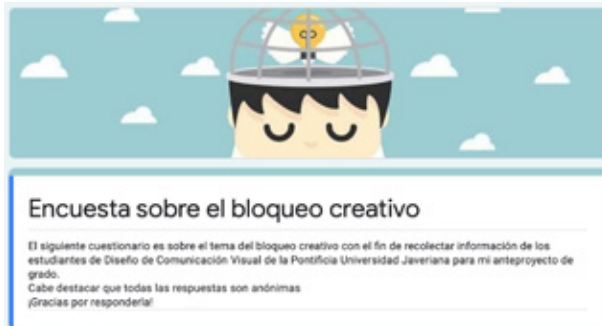 Encuesta sobre el bloqueo creativo
El siguiente cuestionario es sobre el tema del bloqueo creativo con el fin de recolectar información de los
estudiantes de Diseño de Comunicación Visual de la Pontificia Universidad Javeriana para mi anteproyecto de
grado.
Cabe destacar que todas las respuestas son anónimas
¡Gracias por responderla!